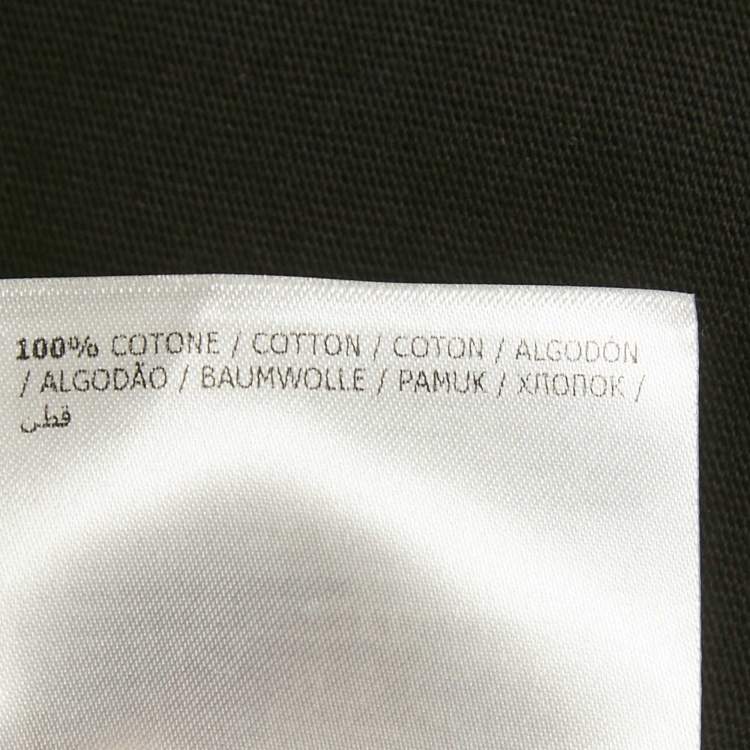 100% COTONE / COTTON / COTON / ALGODÓN
/ ALGODÃO / BAUMWOLLE / PAMUK / ХЛОПОК /
قطن